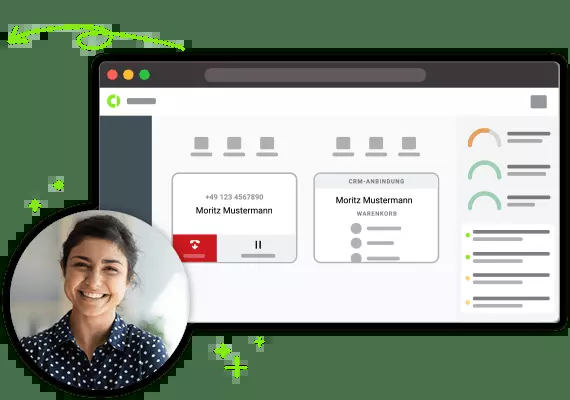 +49 123 4567890
Moritz Mustermann
CRM-ANBINDUNG
Moritz Mustermann
WARENKORB